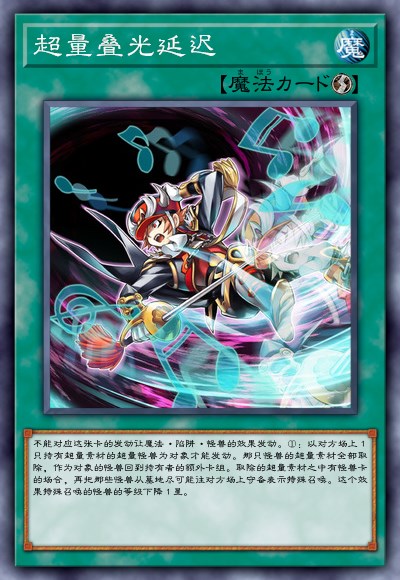 超量叠光延迟
魔
【魔法カード】
まほう
不能对应这张卡的发动让魔法·陷阱·怪兽的效果发动。①：以对方场上1
只持有超量素材的超量怪兽为对象才能发动。那只怪兽的超量素材全部取
除，作为对象的怪兽回到持有者的额外卡组。取除的超量素材之中有怪兽卡
的场合，再把那些怪兽从墓地尽可能往对方场上守备表示特殊召唤。这个效
果特殊召唤的怪兽的等级下降1星。